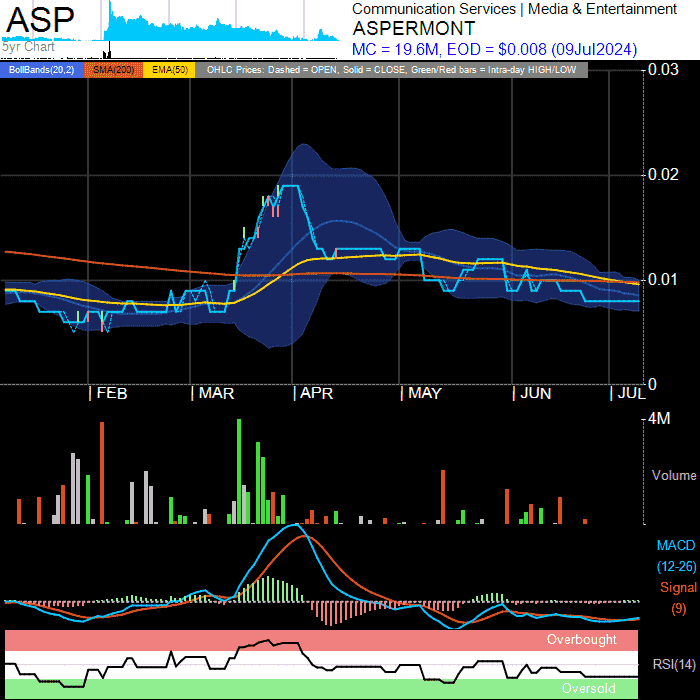 ASP
5yr Chart
Communication Services | Media & Entertainment
ASPERMONT
MC = 19.6M, EOD = $0.008 (09Jul2024)
BollBands(20,2) SMA(200) EMA(50) OHLC Prices: Dashed = OPEN, Solid = CLOSE, Green/Red bars = Intra-day HIGH/LOW
0.03
0.02
0.01
0
| FEB | MAR | APR | MAY | JUN | JUL
4M
Volume
MACD
(12-26)
Signal
(9)
Overbought
RSI(14)
Oversold